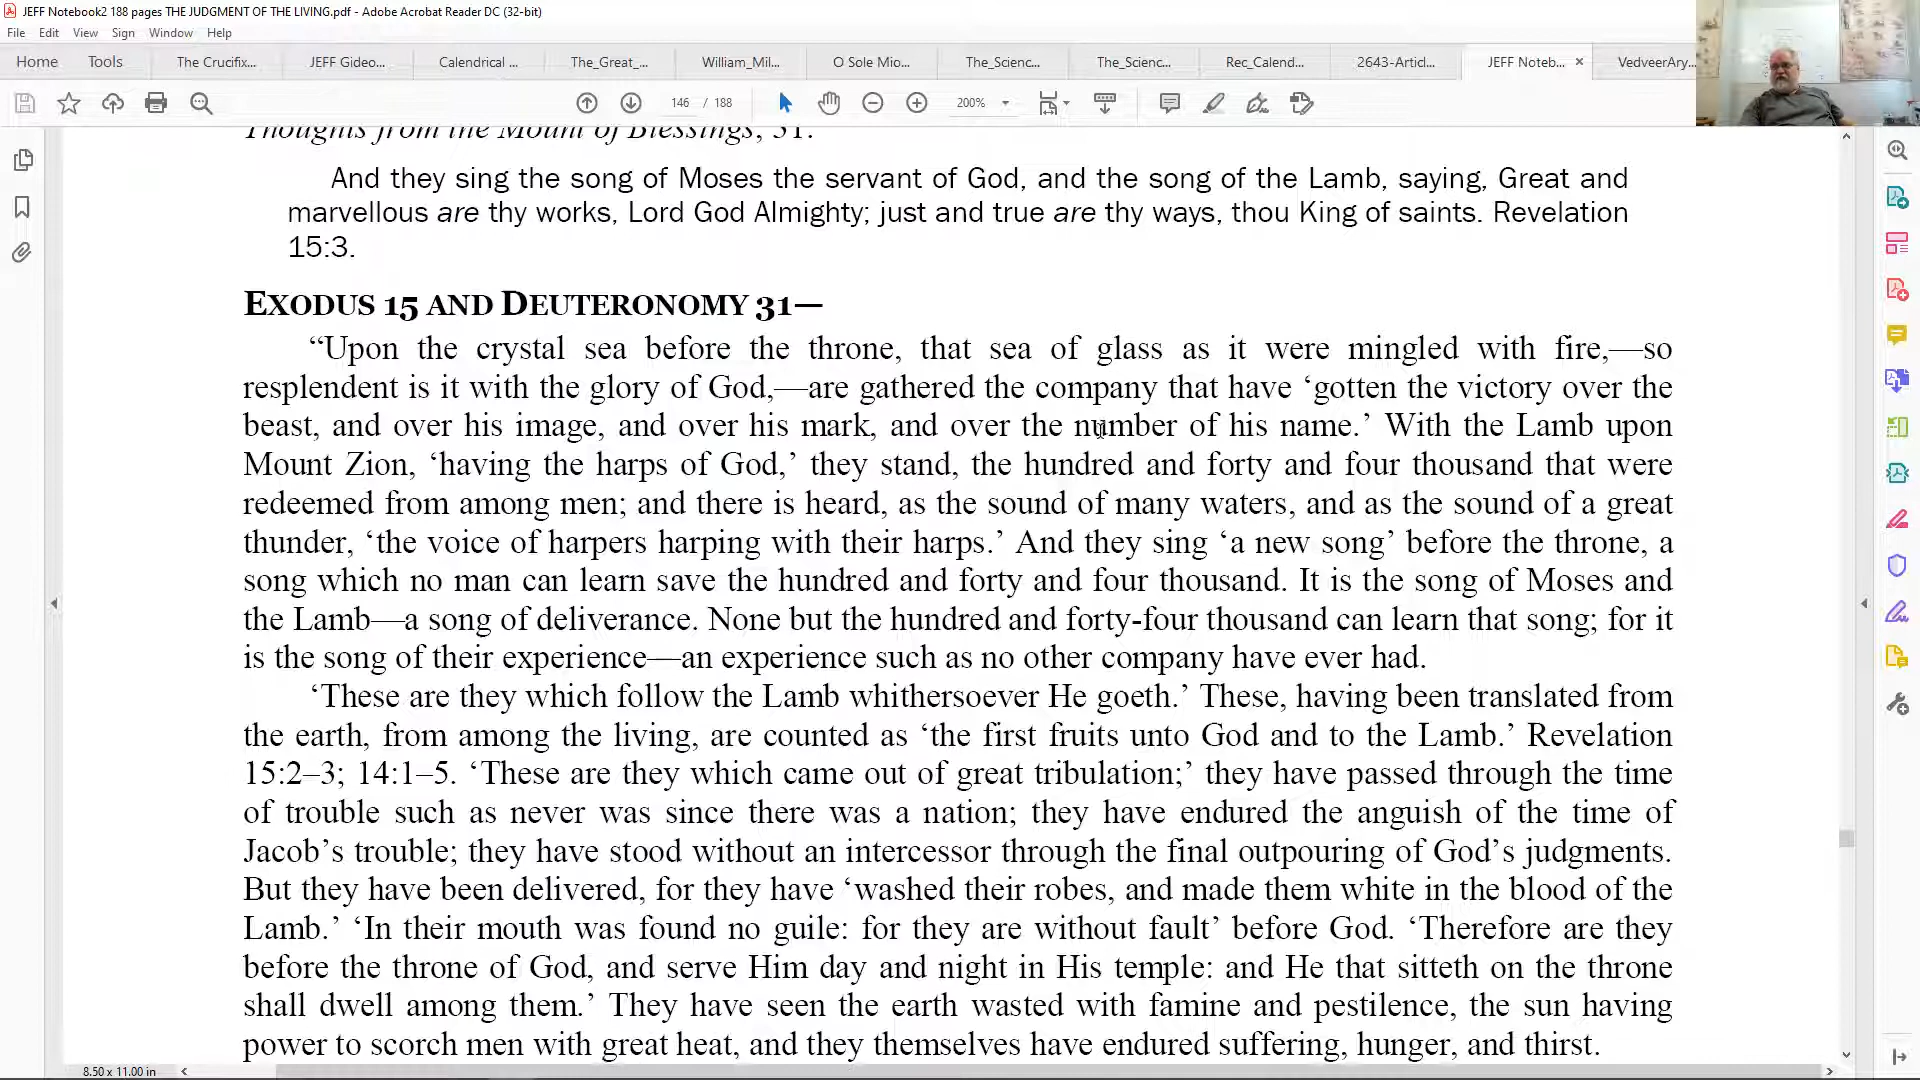 JEFF Notebook2 188 pages THE JUDGMENT OF THE LIVING.pdf - Adobe Acrobat Reader DC (32-bit)
File Edit View Sign Window Help
Home Tools The Crucifix... JEFF Gideo... Calendrical ... The_Great_... William_Mil... O Sole Mio... The_Scienc... The_Scienc... Rec_Calend... 2643-Articl... JEFF Noteb... × VedveerAry...
146 / 188 200%
Thoughts from the Mount of Blessings, 31.
And they sing the song of Moses the servant of God, and the song of the Lamb, saying, Great and
marvellous are thy works, Lord God Almighty; just and true are thy ways, thou King of saints. Revelation
15:3.
EXODUS 15 AND DEUTERONOMY 31—
“Upon the crystal sea before the throne, that sea of glass as it were mingled with fire,—so
resplendent is it with the glory of God,—are gathered the company that have ‘gotten the victory over the
beast, and over his image, and over his mark, and over the number of his name.’ With the Lamb upon
Mount Zion, ‘having the harps of God,’ they stand, the hundred and forty and four thousand that were
redeemed from among men; and there is heard, as the sound of many waters, and as the sound of a great
thunder, ‘the voice of harpers harping with their harps.’ And they sing ‘a new song’ before the throne, a
song which no man can learn save the hundred and forty and four thousand. It is the song of Moses and
the Lamb—a song of deliverance. None but the hundred and forty-four thousand can learn that song; for it
is the song of their experience—an experience such as no other company have ever had.
‘These are they which follow the Lamb whithersoever He goeth.’ These, having been translated from
the earth, from among the living, are counted as ‘the first fruits unto God and to the Lamb.’ Revelation
15:2–3; 14:1–5. ‘These are they which came out of great tribulation;’ they have passed through the time
of trouble such as never was since there was a nation; they have endured the anguish of the time of
Jacob’s trouble; they have stood without an intercessor through the final outpouring of God’s judgments.
But they have been delivered, for they have ‘washed their robes, and made them white in the blood of the
Lamb.’ ‘In their mouth was found no guile: for they are without fault’ before God. ‘Therefore are they
before the throne of God, and serve Him day and night in His temple: and He that sitteth on the throne
shall dwell among them.’ They have seen the earth wasted with famine and pestilence, the sun having
power to scorch men with great heat, and they themselves have endured suffering, hunger, and thirst.
8.50 x 11.00 in